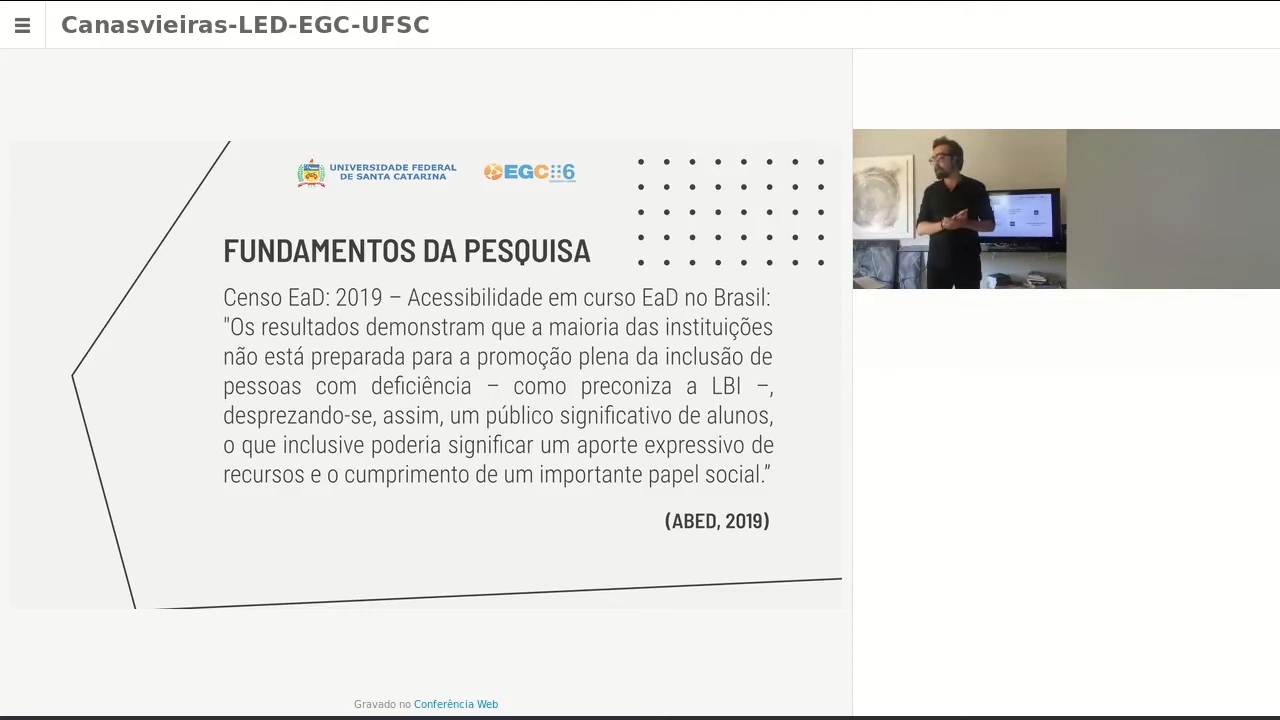 Canasvieiras-LED-EGC-UFSC
UNIVERSIDADE FEDERAL
DE SANTA CATARINA
EGC 6
FUNDAMENTOS DA PESQUISA
Censo EaD: 2019 – Acessibilidade em curso EaD no Brasil:
"Os resultados demonstram que a maioria das instituições
não está preparada para a promoção plena da inclusão de
pessoas com deficiência – como preconiza a LBI –,
desprezando-se, assim, um público significativo de alunos,
o que inclusive poderia significar um aporte expressivo de
recursos e o cumprimento de um importante papel social.”
(ABED, 2019)
Gravado no Conferência Web